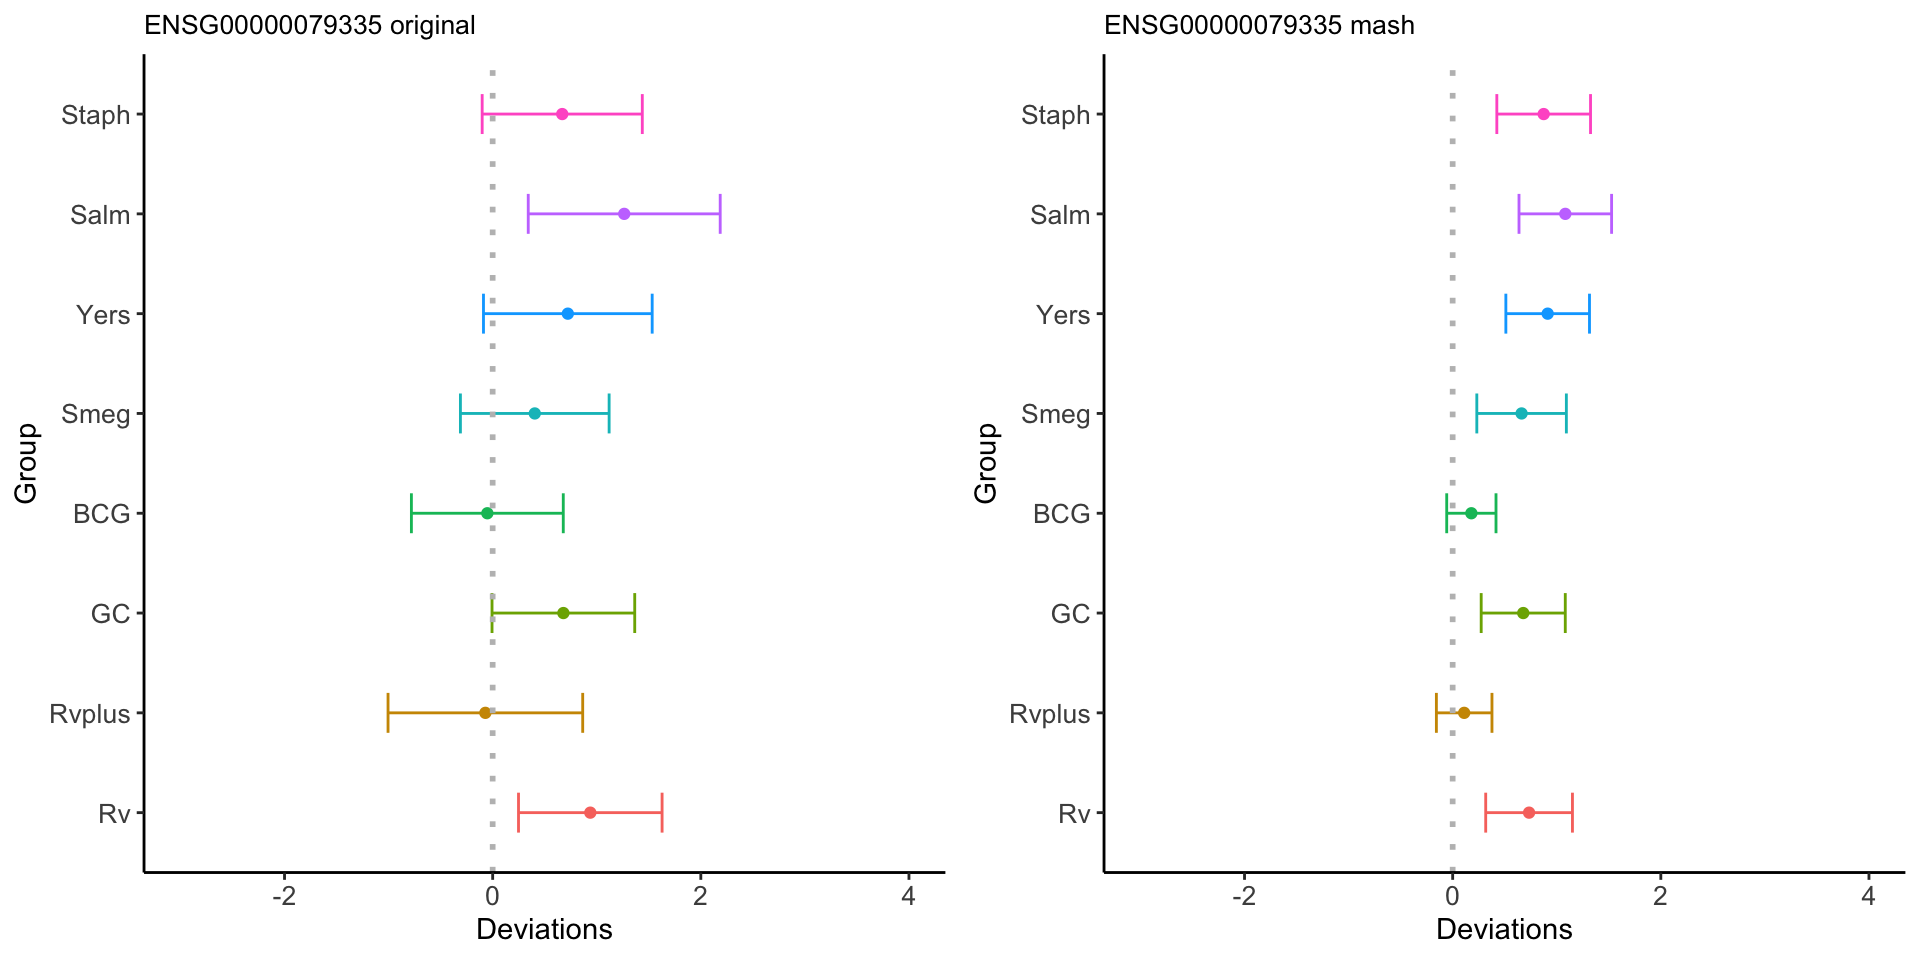 ENSG00000079335 original
Group
Staph
Salm
Yers
Smeg
BCG
GC
Rvplus
Rv
-2 0 2 4
Deviations
ENSG00000079335 mash
Group
Staph
Salm
Yers
Smeg
BCG
GC
Rvplus
Rv
-2 0 2 4
Deviations